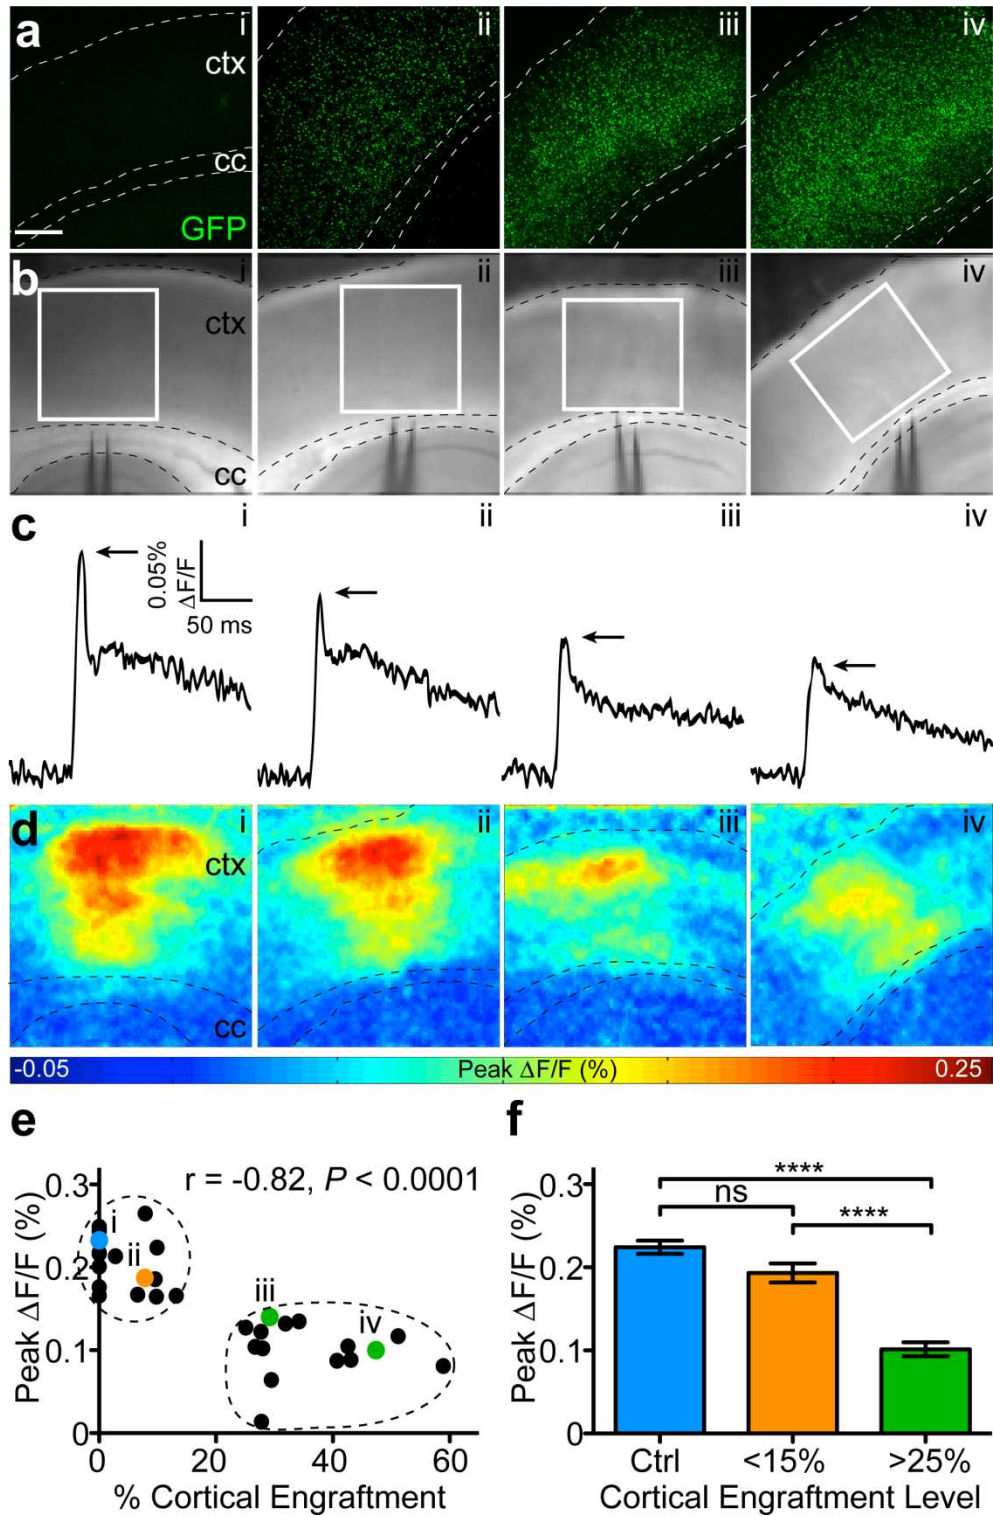 a
i
ii
iii
iv
ctx
cc
GFP
b
i
ii
iii
iv
ctx
cc
c
i
ii
iii
iv
0.05%
ΔF/F
50 ms
d
i
ii
iii
iv
ctx
cc
-0.05
Peak ΔF/F (%)
0.25
e
r = -0.82, P < 0.0001
Peak ΔF/F (%)
0.3
0.2
0.1
0
i
ii
iii
iv
0
20
40
60
% Cortical Engraftment
f
Peak ΔF/F (%)
0.3
0.2
0.1
0
****
ns
****
Ctrl
<15%
>25%
Cortical Engraftment Level